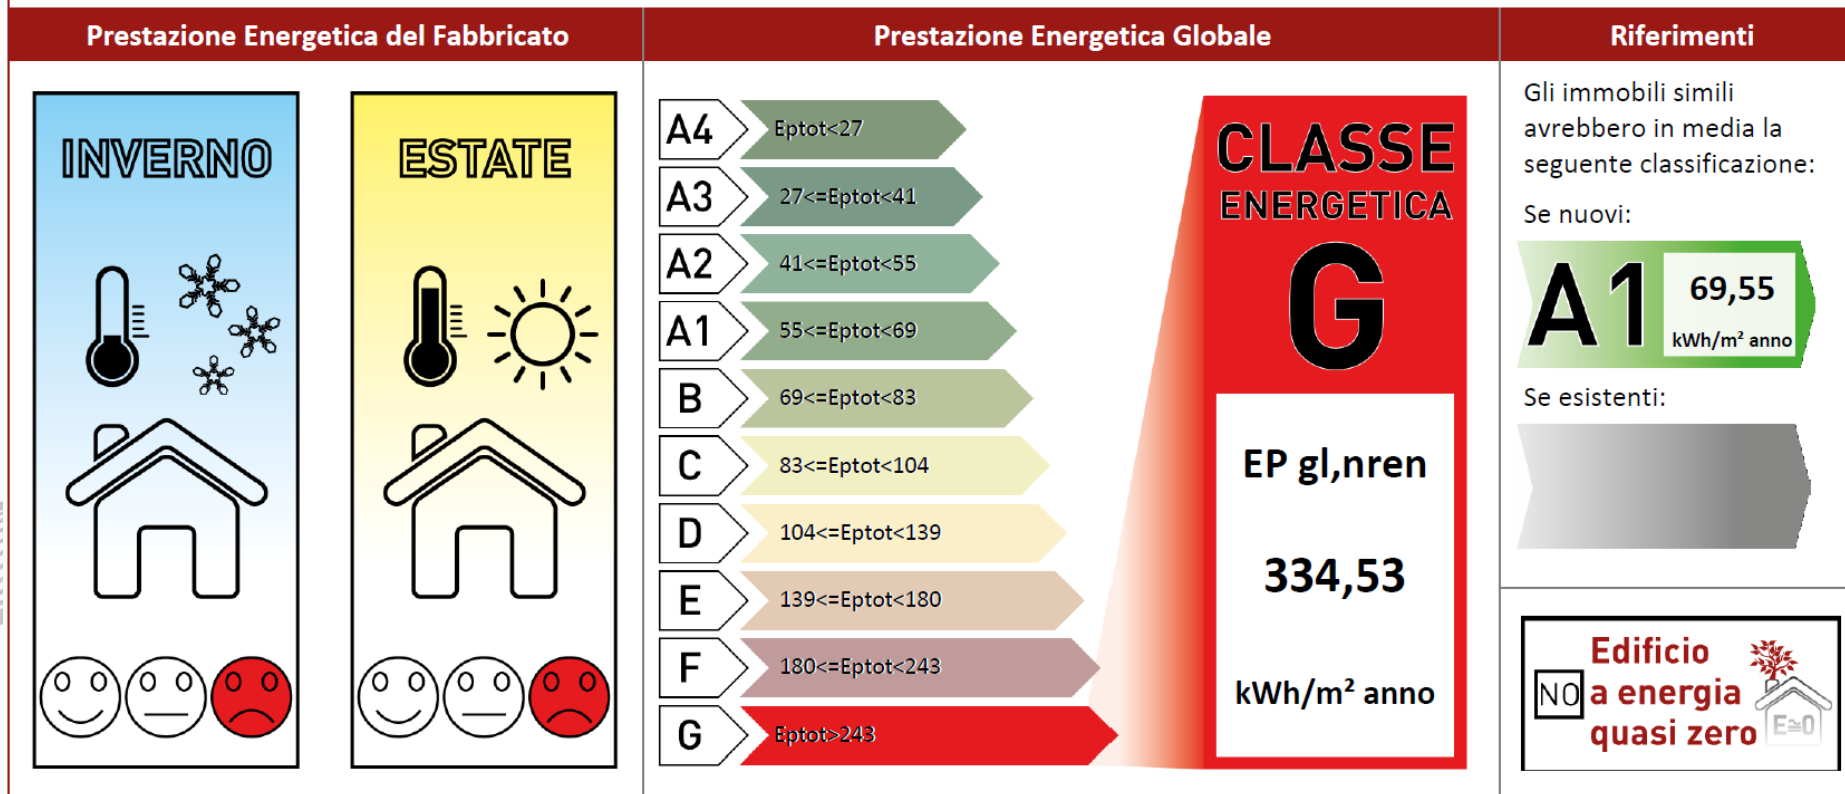 Prestazione Energetica del Fabbricato
Prestazione Energetica Globale
Riferimenti
INVERNO
ESTATE
A4
Eptot<27
A3
27<=Eptot<41
A2
41<=Eptot<55
A1
55<=Eptot<69
B
69<=Eptot<83
C
83<=Eptot<104
D
104<=Eptot<139
E
139<=Eptot<180
F
180<=Eptot<243
G
Eptot>243
CLASSE
ENERGETICA
G
EP gl,nren
334,53
kWh/m² anno
Gli immobili simili
avrebbero in media la
seguente classificazione:
Se nuovi:
A1
69,55
kWh/m² anno
Se esistenti:
NO
Edificio
a energia
quasi zero
E≅0